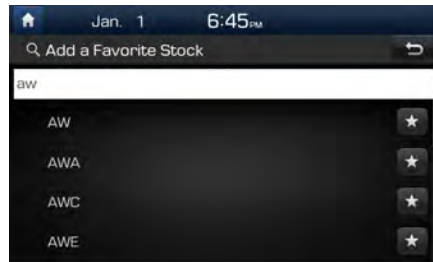 Jan. 1 6:45PM
Add a Favorite Stock
aw
AW
AWA
AWC
AWE